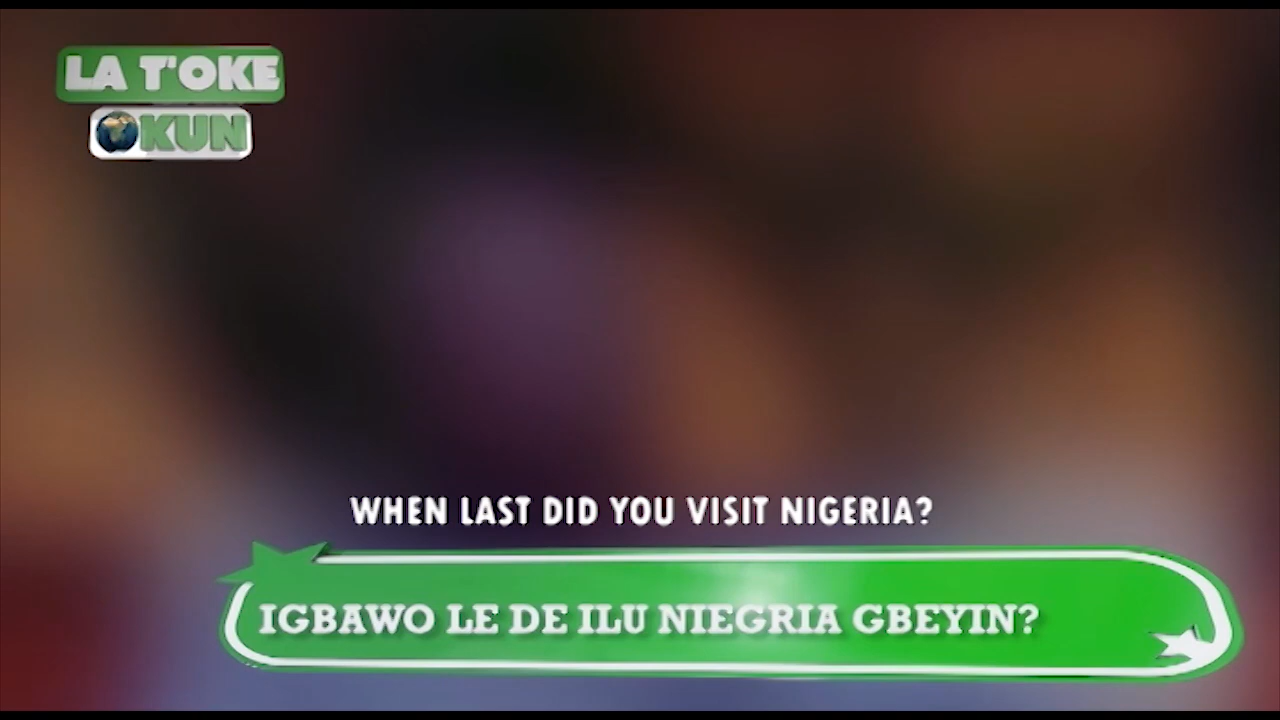 LA T'OKE
KUN
WHEN LAST DID YOU VISIT NIGERIA?
IGBAWO LE DE ILU NIEGRIA GBEYIN?